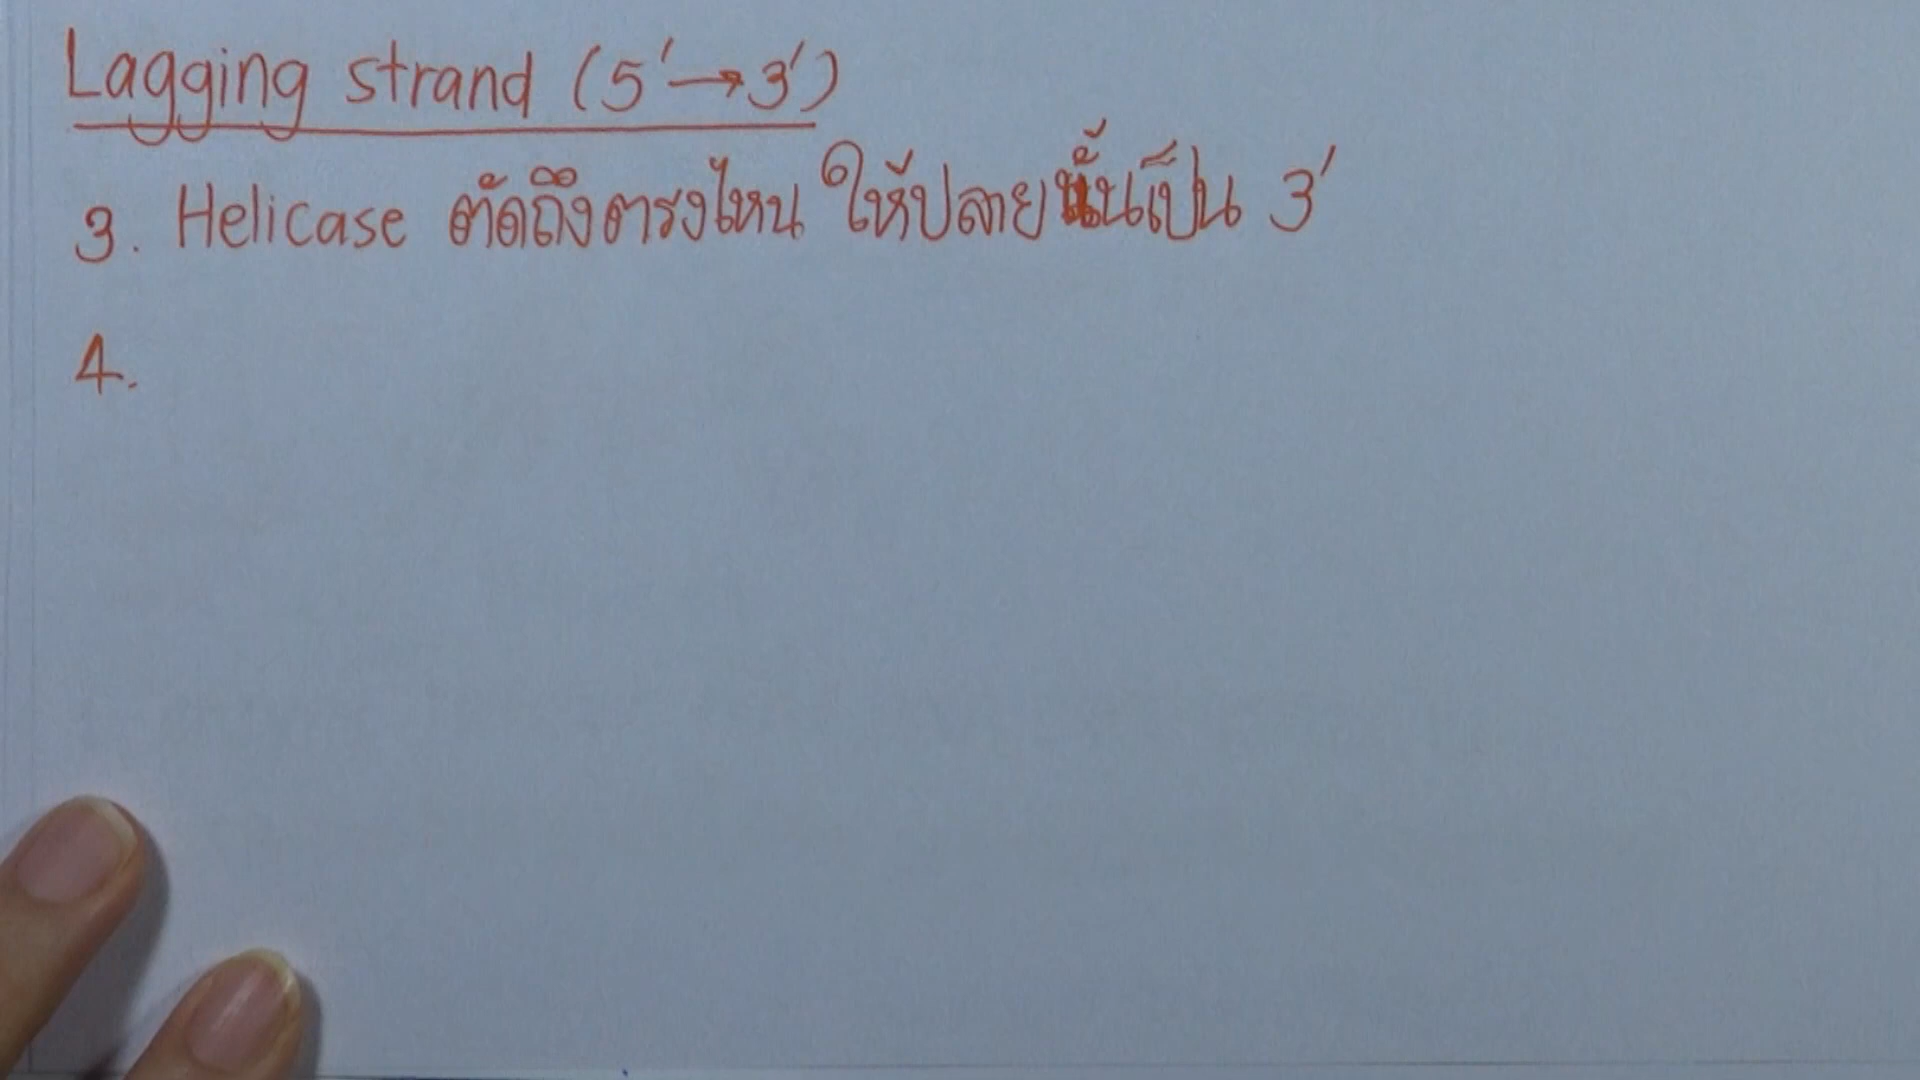 Lagging strand (5′→3′)
3. Helicase ตัดถึงตรงไหน ให้ปลายนั้นเป็น 3′
4.